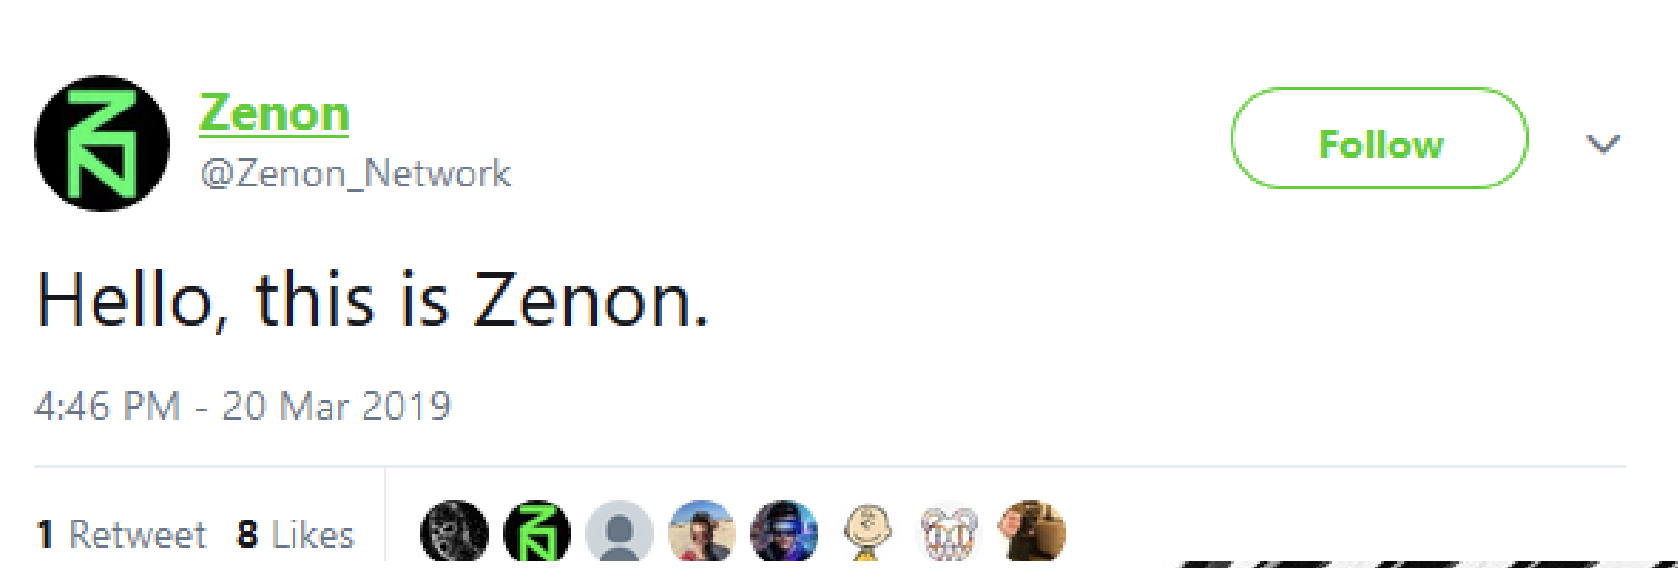 Zenon
@Zenon_Network
Follow
Hello, this is Zenon.
4:46 PM - 20 Mar 2019
1 Retweet 8 Likes